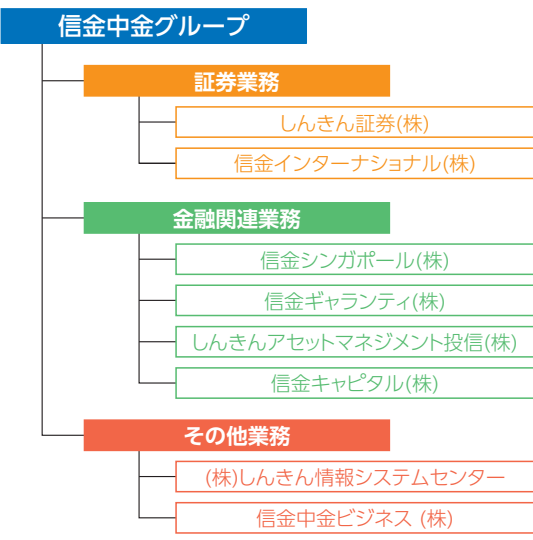 信金中金グループ
証券業務
しんきん証券(株)
信金インターナショナル(株)
金融関連業務
信金シンガポール(株)
信金ギャランティ(株)
しんきんアセットマネジメント投信(株)
信金キャピタル(株)
その他業務
(株)しんきん情報システムセンター
信金中金ビジネス (株)